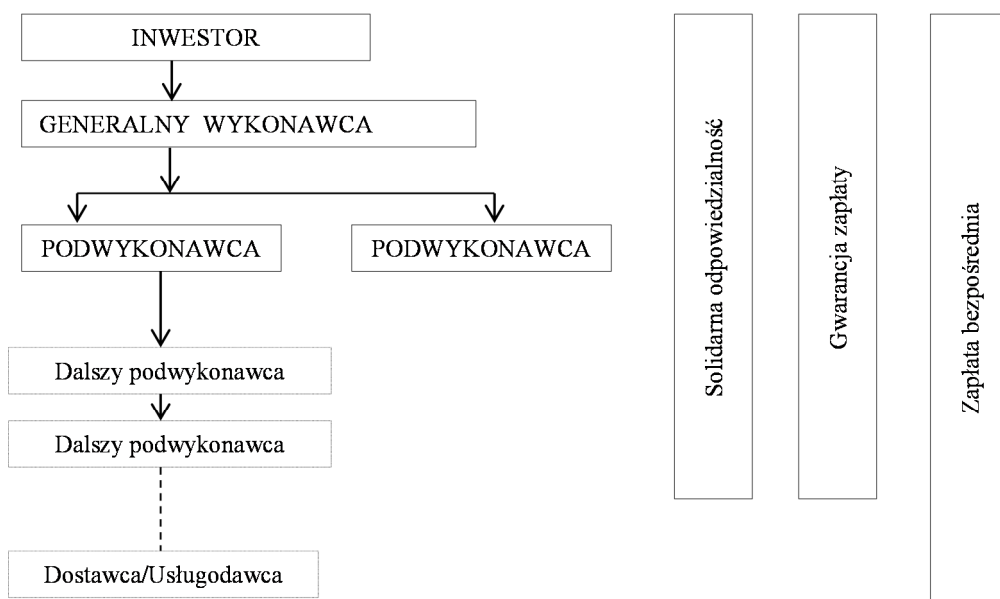 INWESTOR
GENERALNY WYKONAWCA
PODWYKONAWCA
PODWYKONAWCA
Dalszy podwykonawca
Dalszy podwykonawca
Dostawca/Usługodawca
Solidarna odpowiedzialność
Gwarancja zapłaty
Zapłata bezpośrednia